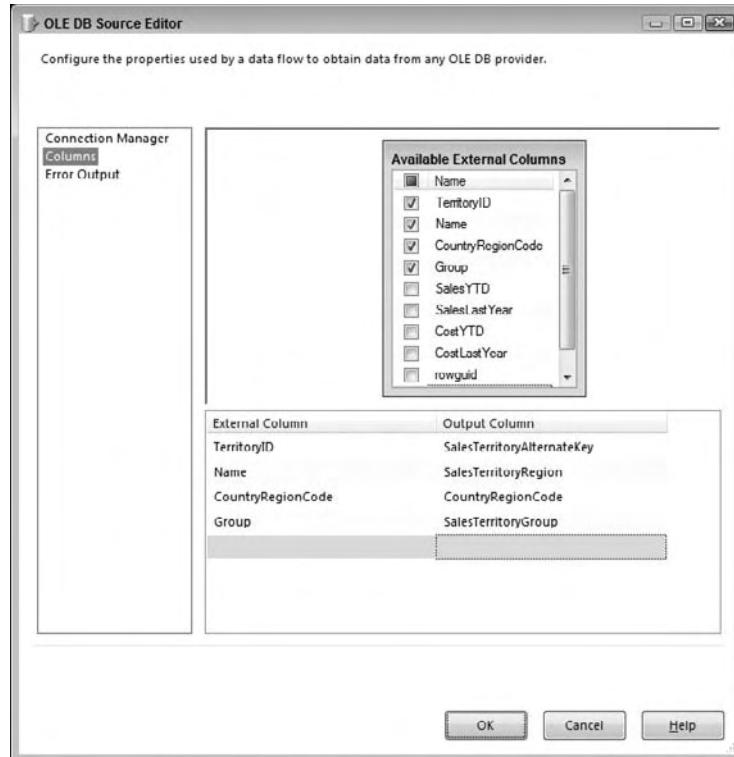 OLE DB Source Editor
Configure the properties used by a data flow to obtain data from any OLE DB provider.
Connection Manager
Columns
Error Output
Available External Columns
Name
TerritoryID
Name
CountryRegionCode
Group
SalesYTD
SalesLastYear
CostYTD
CostLastYear
rowguid
External Column Output Column
TerritoryID SalesTerritoryAlternateKey
Name SalesTerritoryRegion
CountryRegionCode CountryRegionCode
Group SalesTerritoryGroup
OK Cancel Help